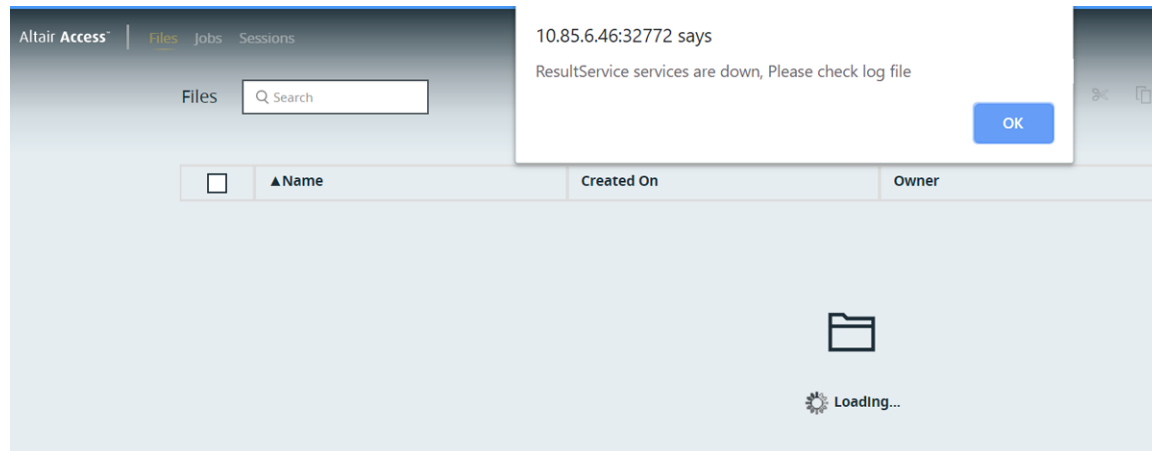 Altair Access™
Files Jobs Sessions
10.85.6.46:32772 says
ResultService services are down, Please check log file
OK
Files
Search
▲Name Created On Owner
Loading...